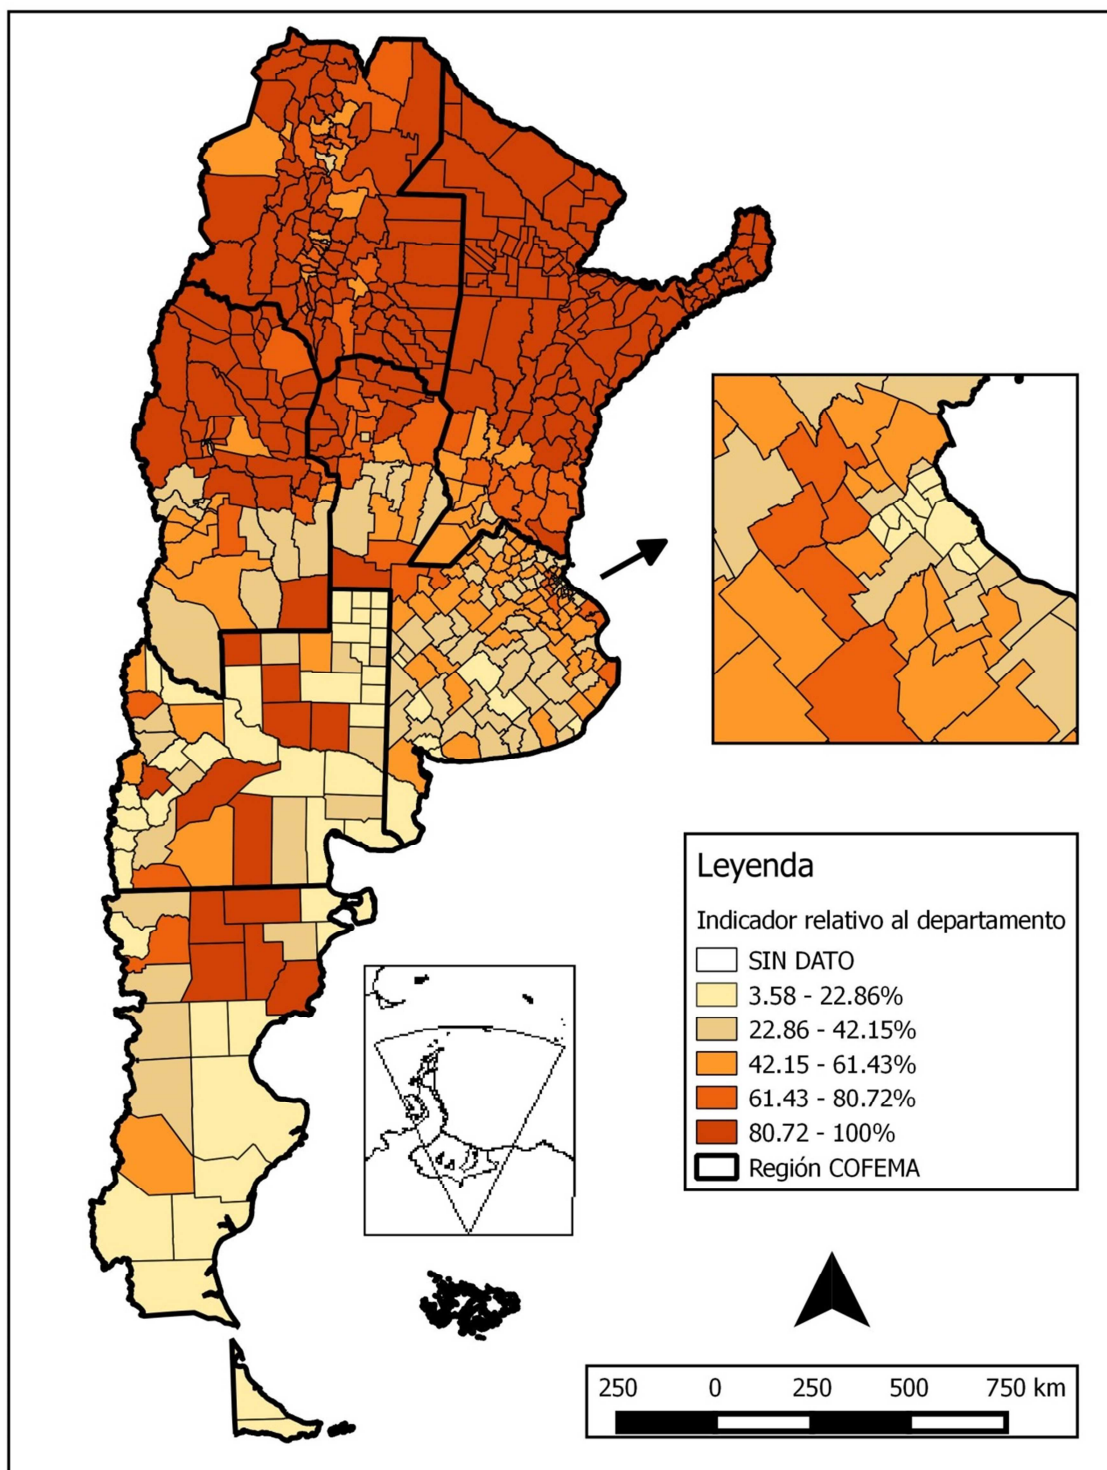 Leyenda
Indicador relativo al departamento
SIN DATO
3.58 - 22.86%
22.86 - 42.15%
42.15 - 61.43%
61.43 - 80.72%
80.72 - 100%
Región COFEMA
250 0 250 500 750 km